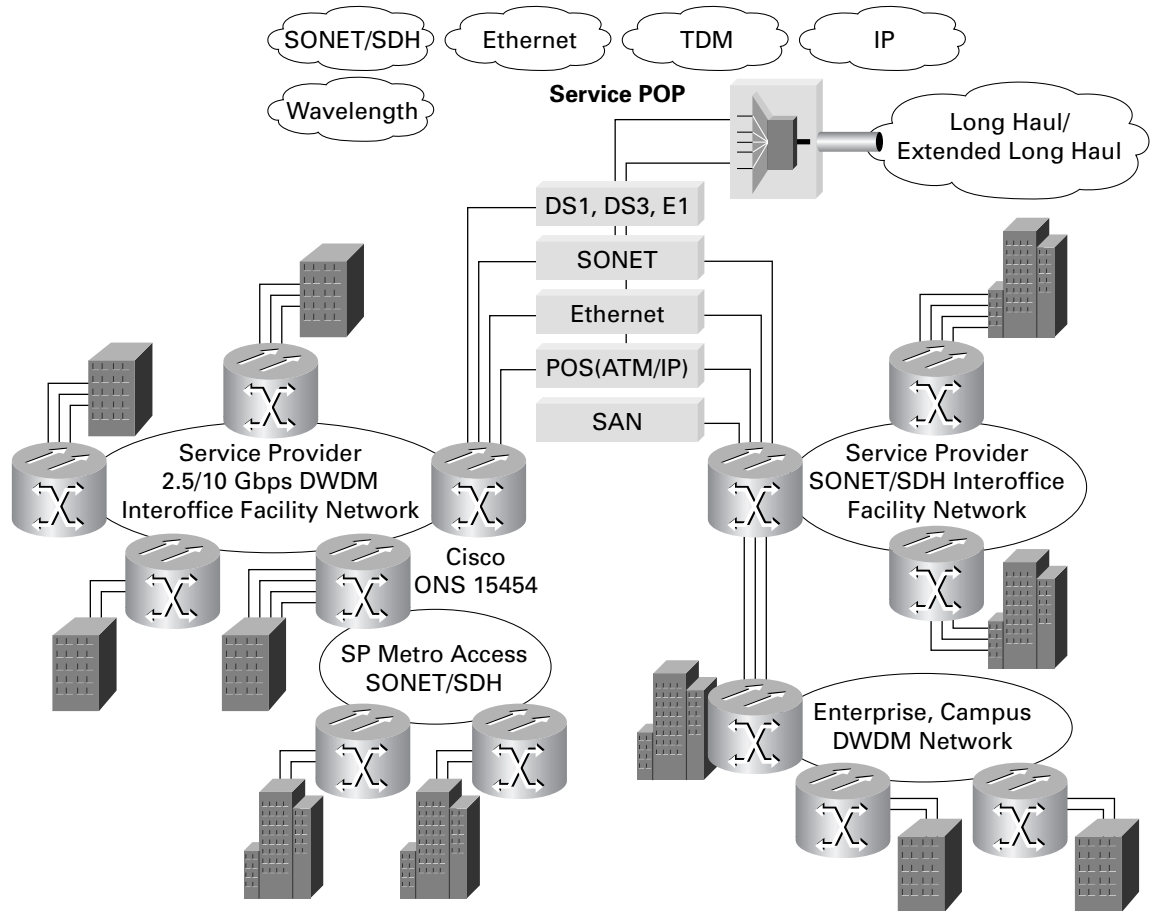 SONET/SDH
Ethernet
TDM
IP
Wavelength
Service POP
Long Haul/
Extended Long Haul
DS1, DS3, E1
SONET
Ethernet
POS(ATM/IP)
SAN
Service Provider
2.5/10 Gbps DWDM
Interoffice Facility Network
Service Provider
SONET/SDH Interoffice
Facility Network
Cisco
ONS 15454
SP Metro Access
SONET/SDH
Enterprise, Campus
DWDM Network